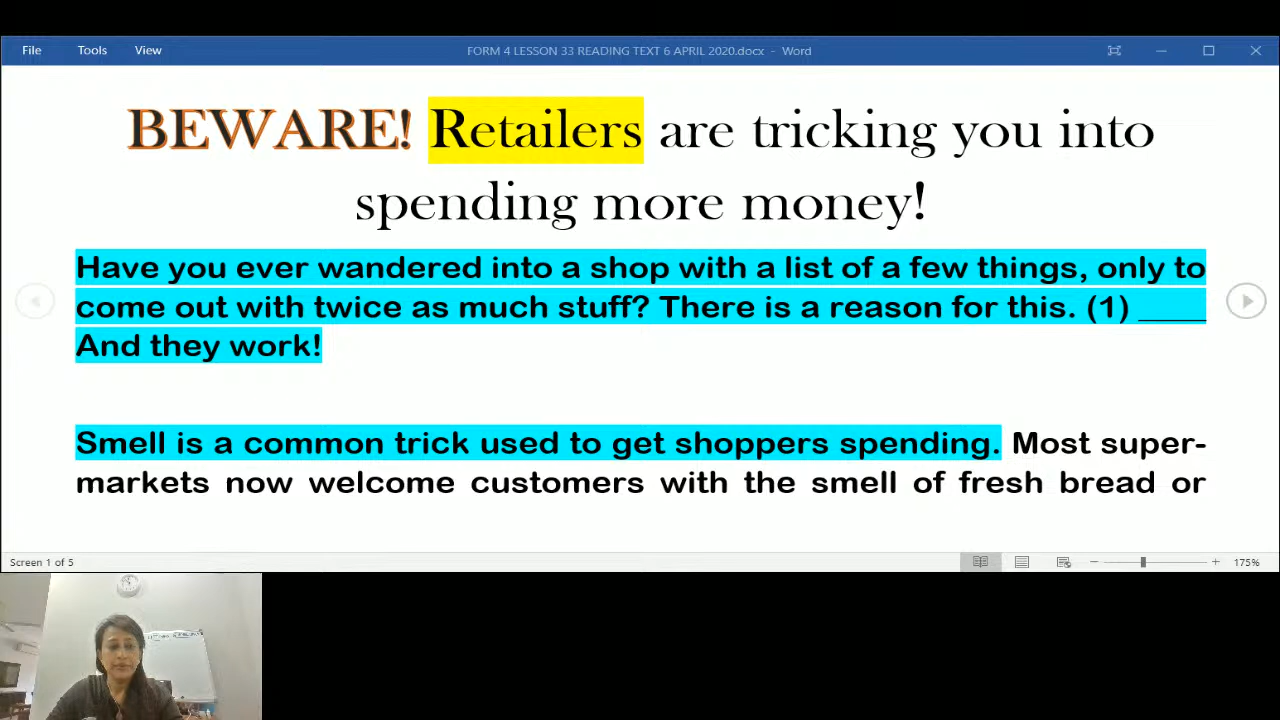 File Tools View FORM 4 LESSON 33 READING TEXT 6 APRIL 2020.docx - Word
BEWARE! Retailers are tricking you into
spending more money!
Have you ever wandered into a shop with a list of a few things, only to
come out with twice as much stuff? There is a reason for this. (1) ____
And they work!
Smell is a common trick used to get shoppers spending. Most super-
markets now welcome customers with the smell of fresh bread or
Screen 1 of 5 175%